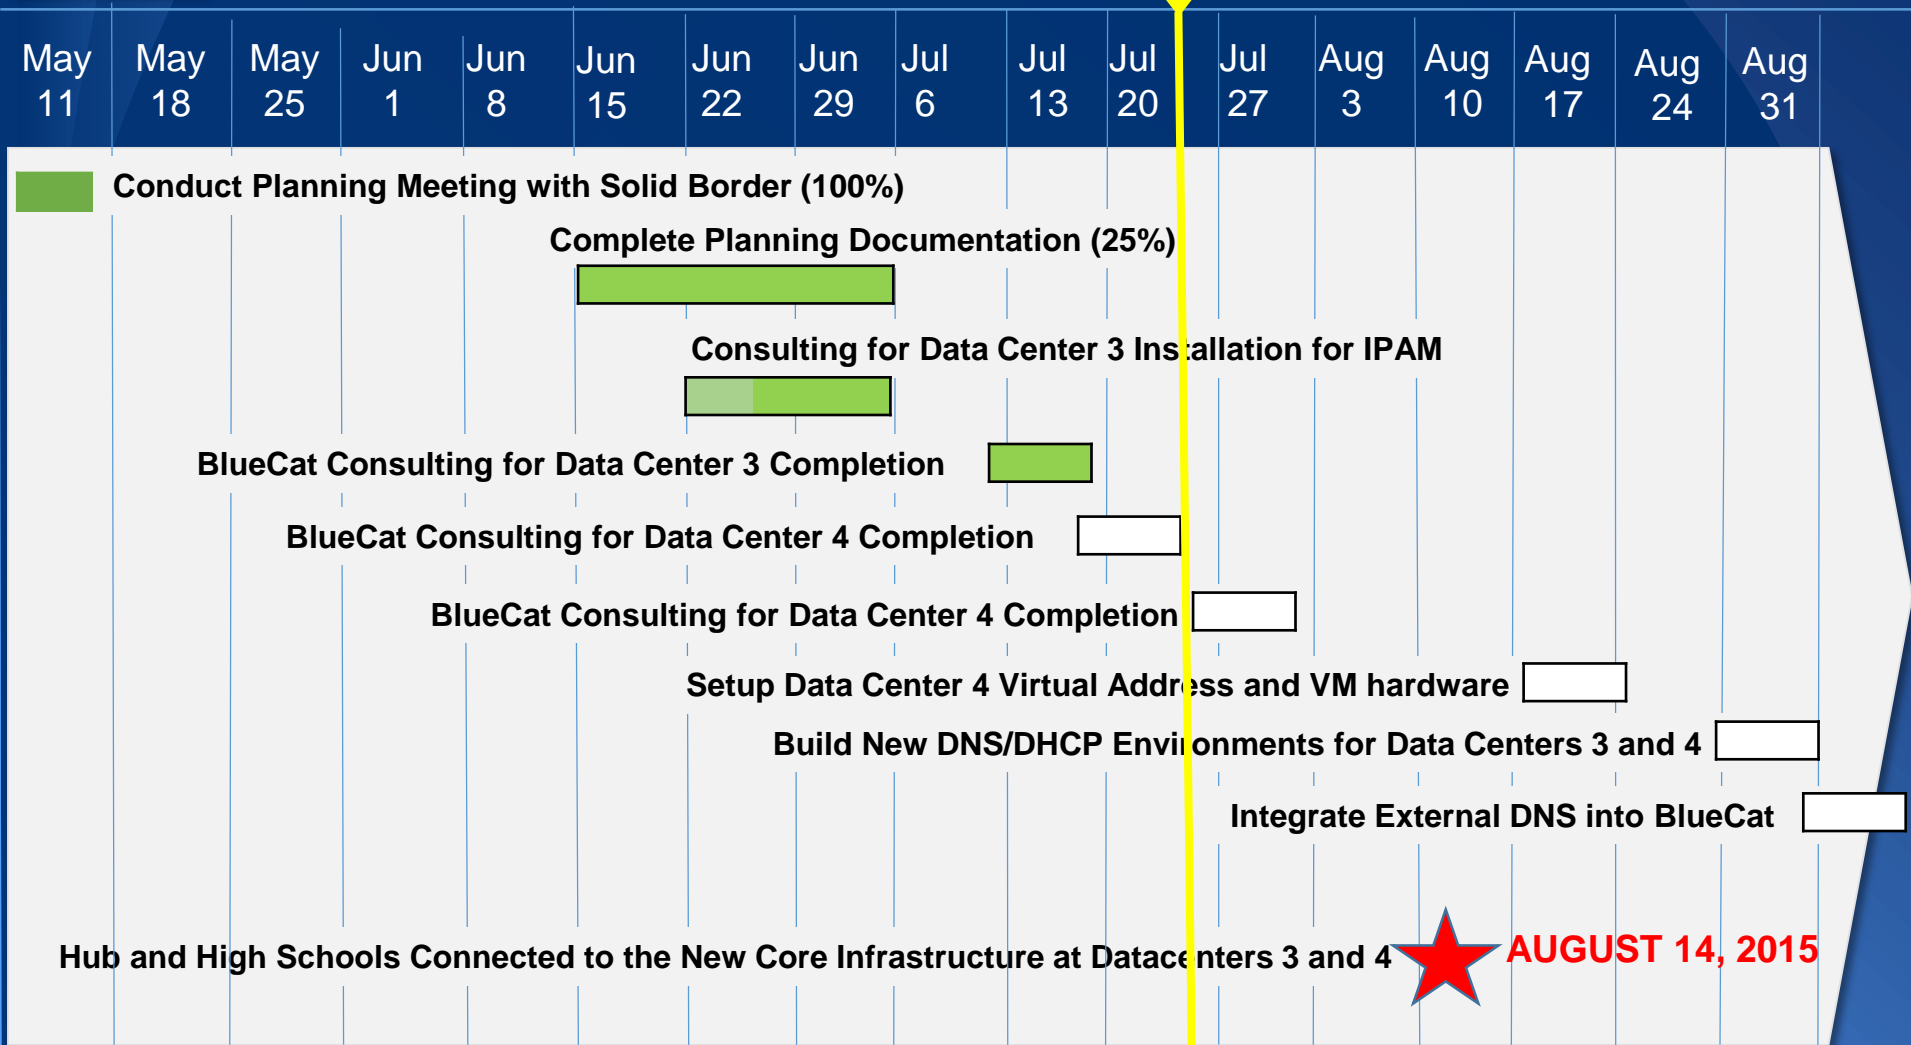 May May May Jun Jun Jun Jun Jun Jul Jul Jul Jul Aug Aug Aug Aug Aug
11 18 25 1 8 15 22 29 6 13 20 27 3 10 17 24 31
Conduct Planning Meeting with Solid Border (100%)
Complete Planning Documentation (25%)
Consulting for Data Center 3 Installation for IPAM
BlueCat Consulting for Data Center 3 Completion
BlueCat Consulting for Data Center 4 Completion
BlueCat Consulting for Data Center 4 Completion
Setup Data Center 4 Virtual Address and VM hardware
Build New DNS/DHCP Environments for Data Centers 3 and 4
Integrate External DNS into BlueCat
Hub and High Schools Connected to the New Core Infrastructure at Datacenters 3 and 4 AUGUST 14, 2015